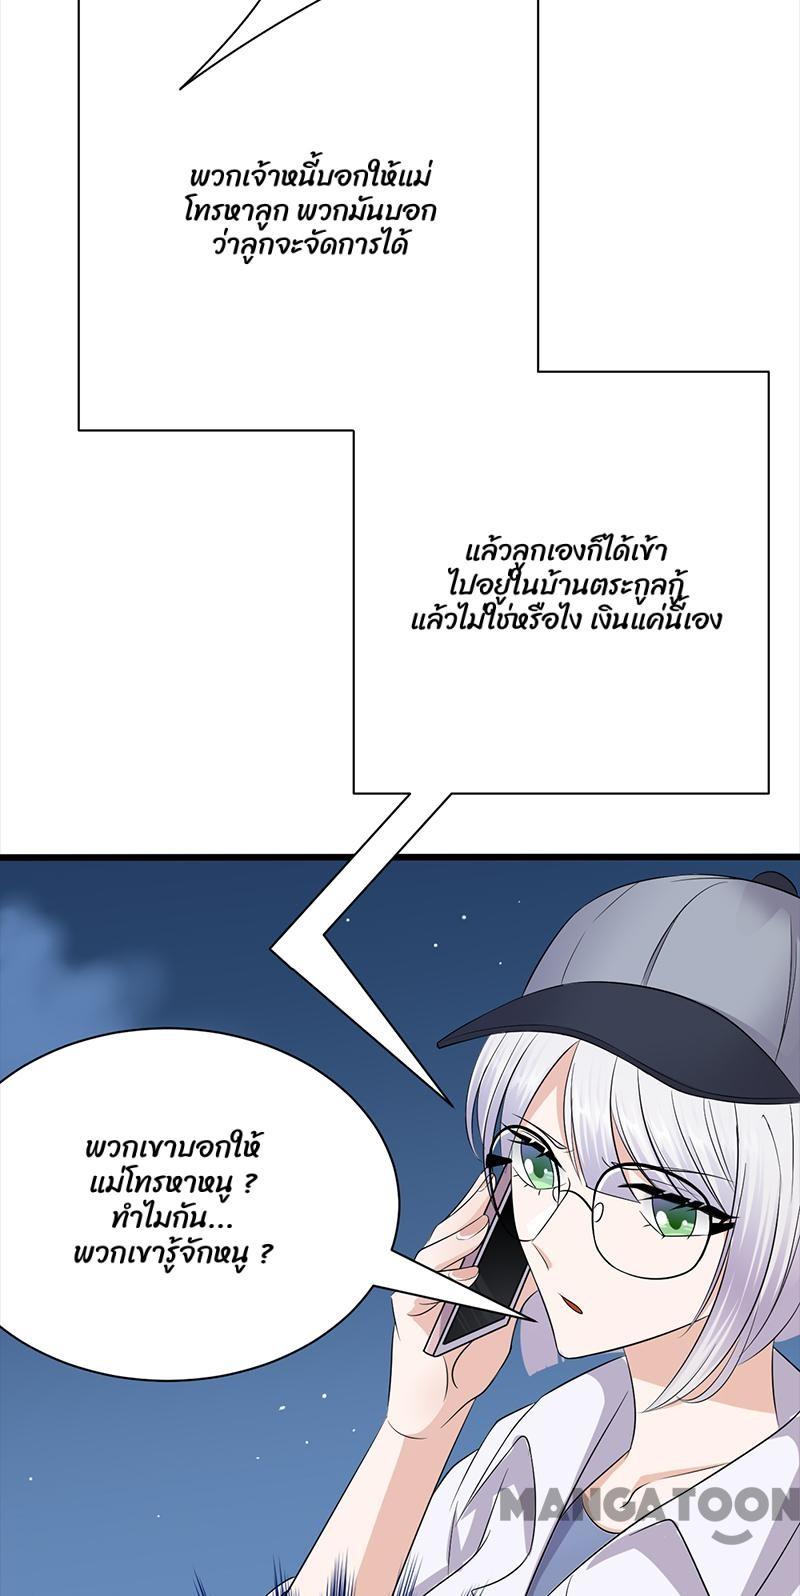 พวกเจ้าหนี้บอกให้แม่
โทรหาลูก พวกมันบอก
ว่าลูกจะจัดการได้
แล้วลูกเองก็ได้เข้า
ไปอยู่ในบ้านตระกูลกู้
แล้วไม่ใช่หรือไง เงินแค่นี้เอง
พวกเขาบอกให้
แม่โทรหาหนู ?
ทำไมกัน...
พวกเขารู้จักหนู ?
MANGATOON